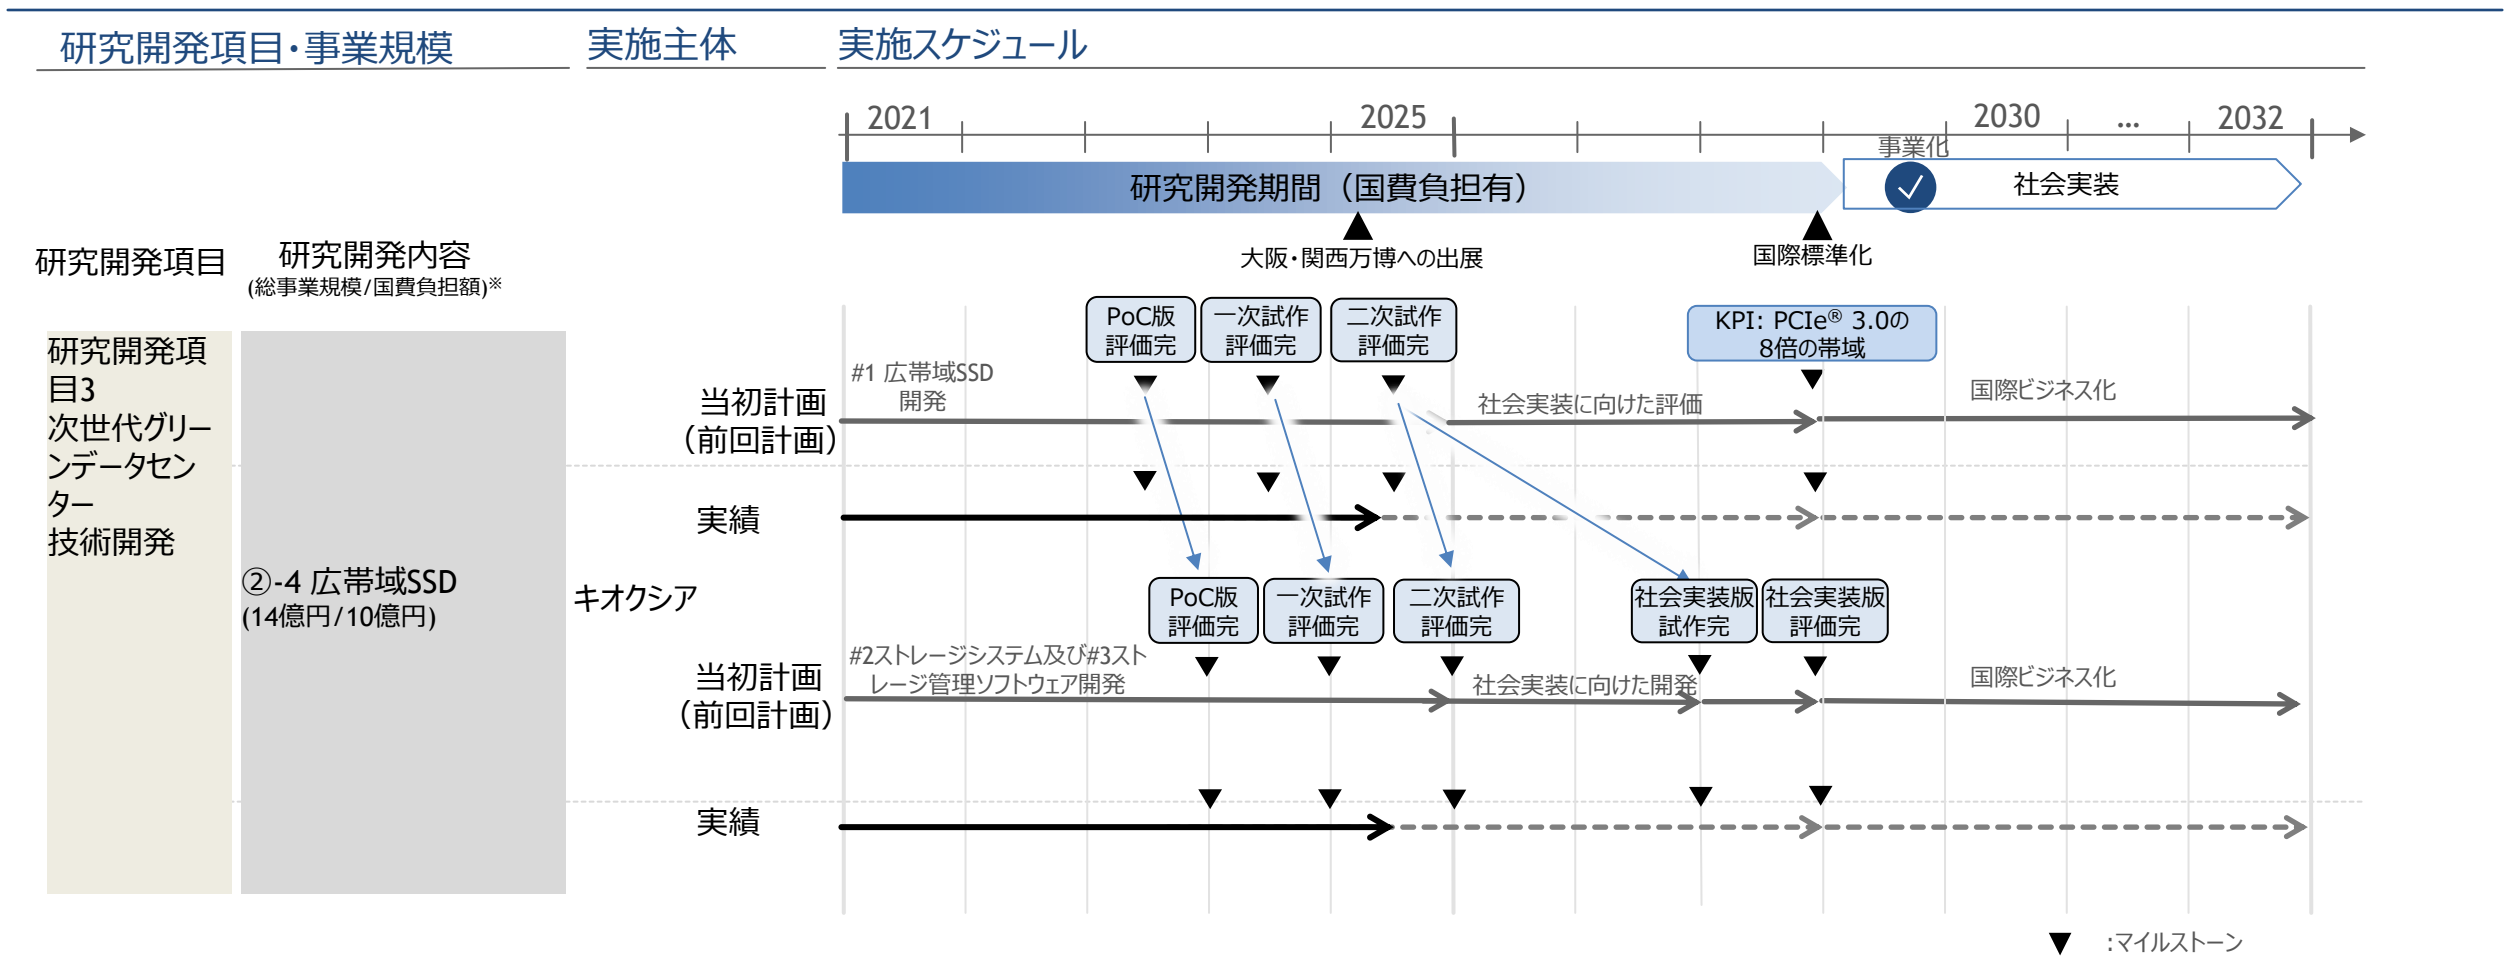 研究開発項目･事業規模
実施主体
実施スケジュール
2021
2025
2030
...
2032
事業化
研究開発期間（国費負担有）
社会実装
大阪･関西万博への出展
国際標準化
研究開発項目
研究開発内容
(総事業規模/国費負担額)※
研究開発項
目3
次世代グリー
ンデータセン
ター
技術開発
②-4 広帯域SSD
(14億円/10億円)
キオクシア
PoC版
評価完
一次試作
評価完
二次試作
評価完
KPI: PCIe® 3.0の
8倍の帯域
当初計画
（前回計画）
#1 広帯域SSD
開発
社会実装に向けた評価
国際ビジネス化
実績
PoC版
評価完
一次試作
評価完
二次試作
評価完
社会実装版
試作完
社会実装版
評価完
当初計画
（前回計画）
#2ストレージシステム及び#3スト
レージ管理ソフトウェア開発
社会実装に向けた開発
国際ビジネス化
実績
▼ :マイルストーン